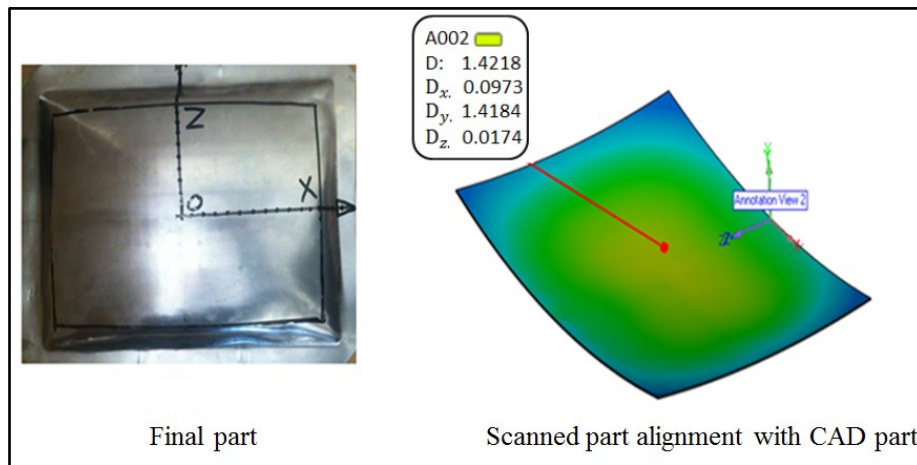 A002
D: 1.4218
Dx. 0.0973
Dy. 1.4184
Dz. 0.0174
Z
O
X
Y
Annotation View 2
Z
X
Final part
Scanned part alignment with CAD part